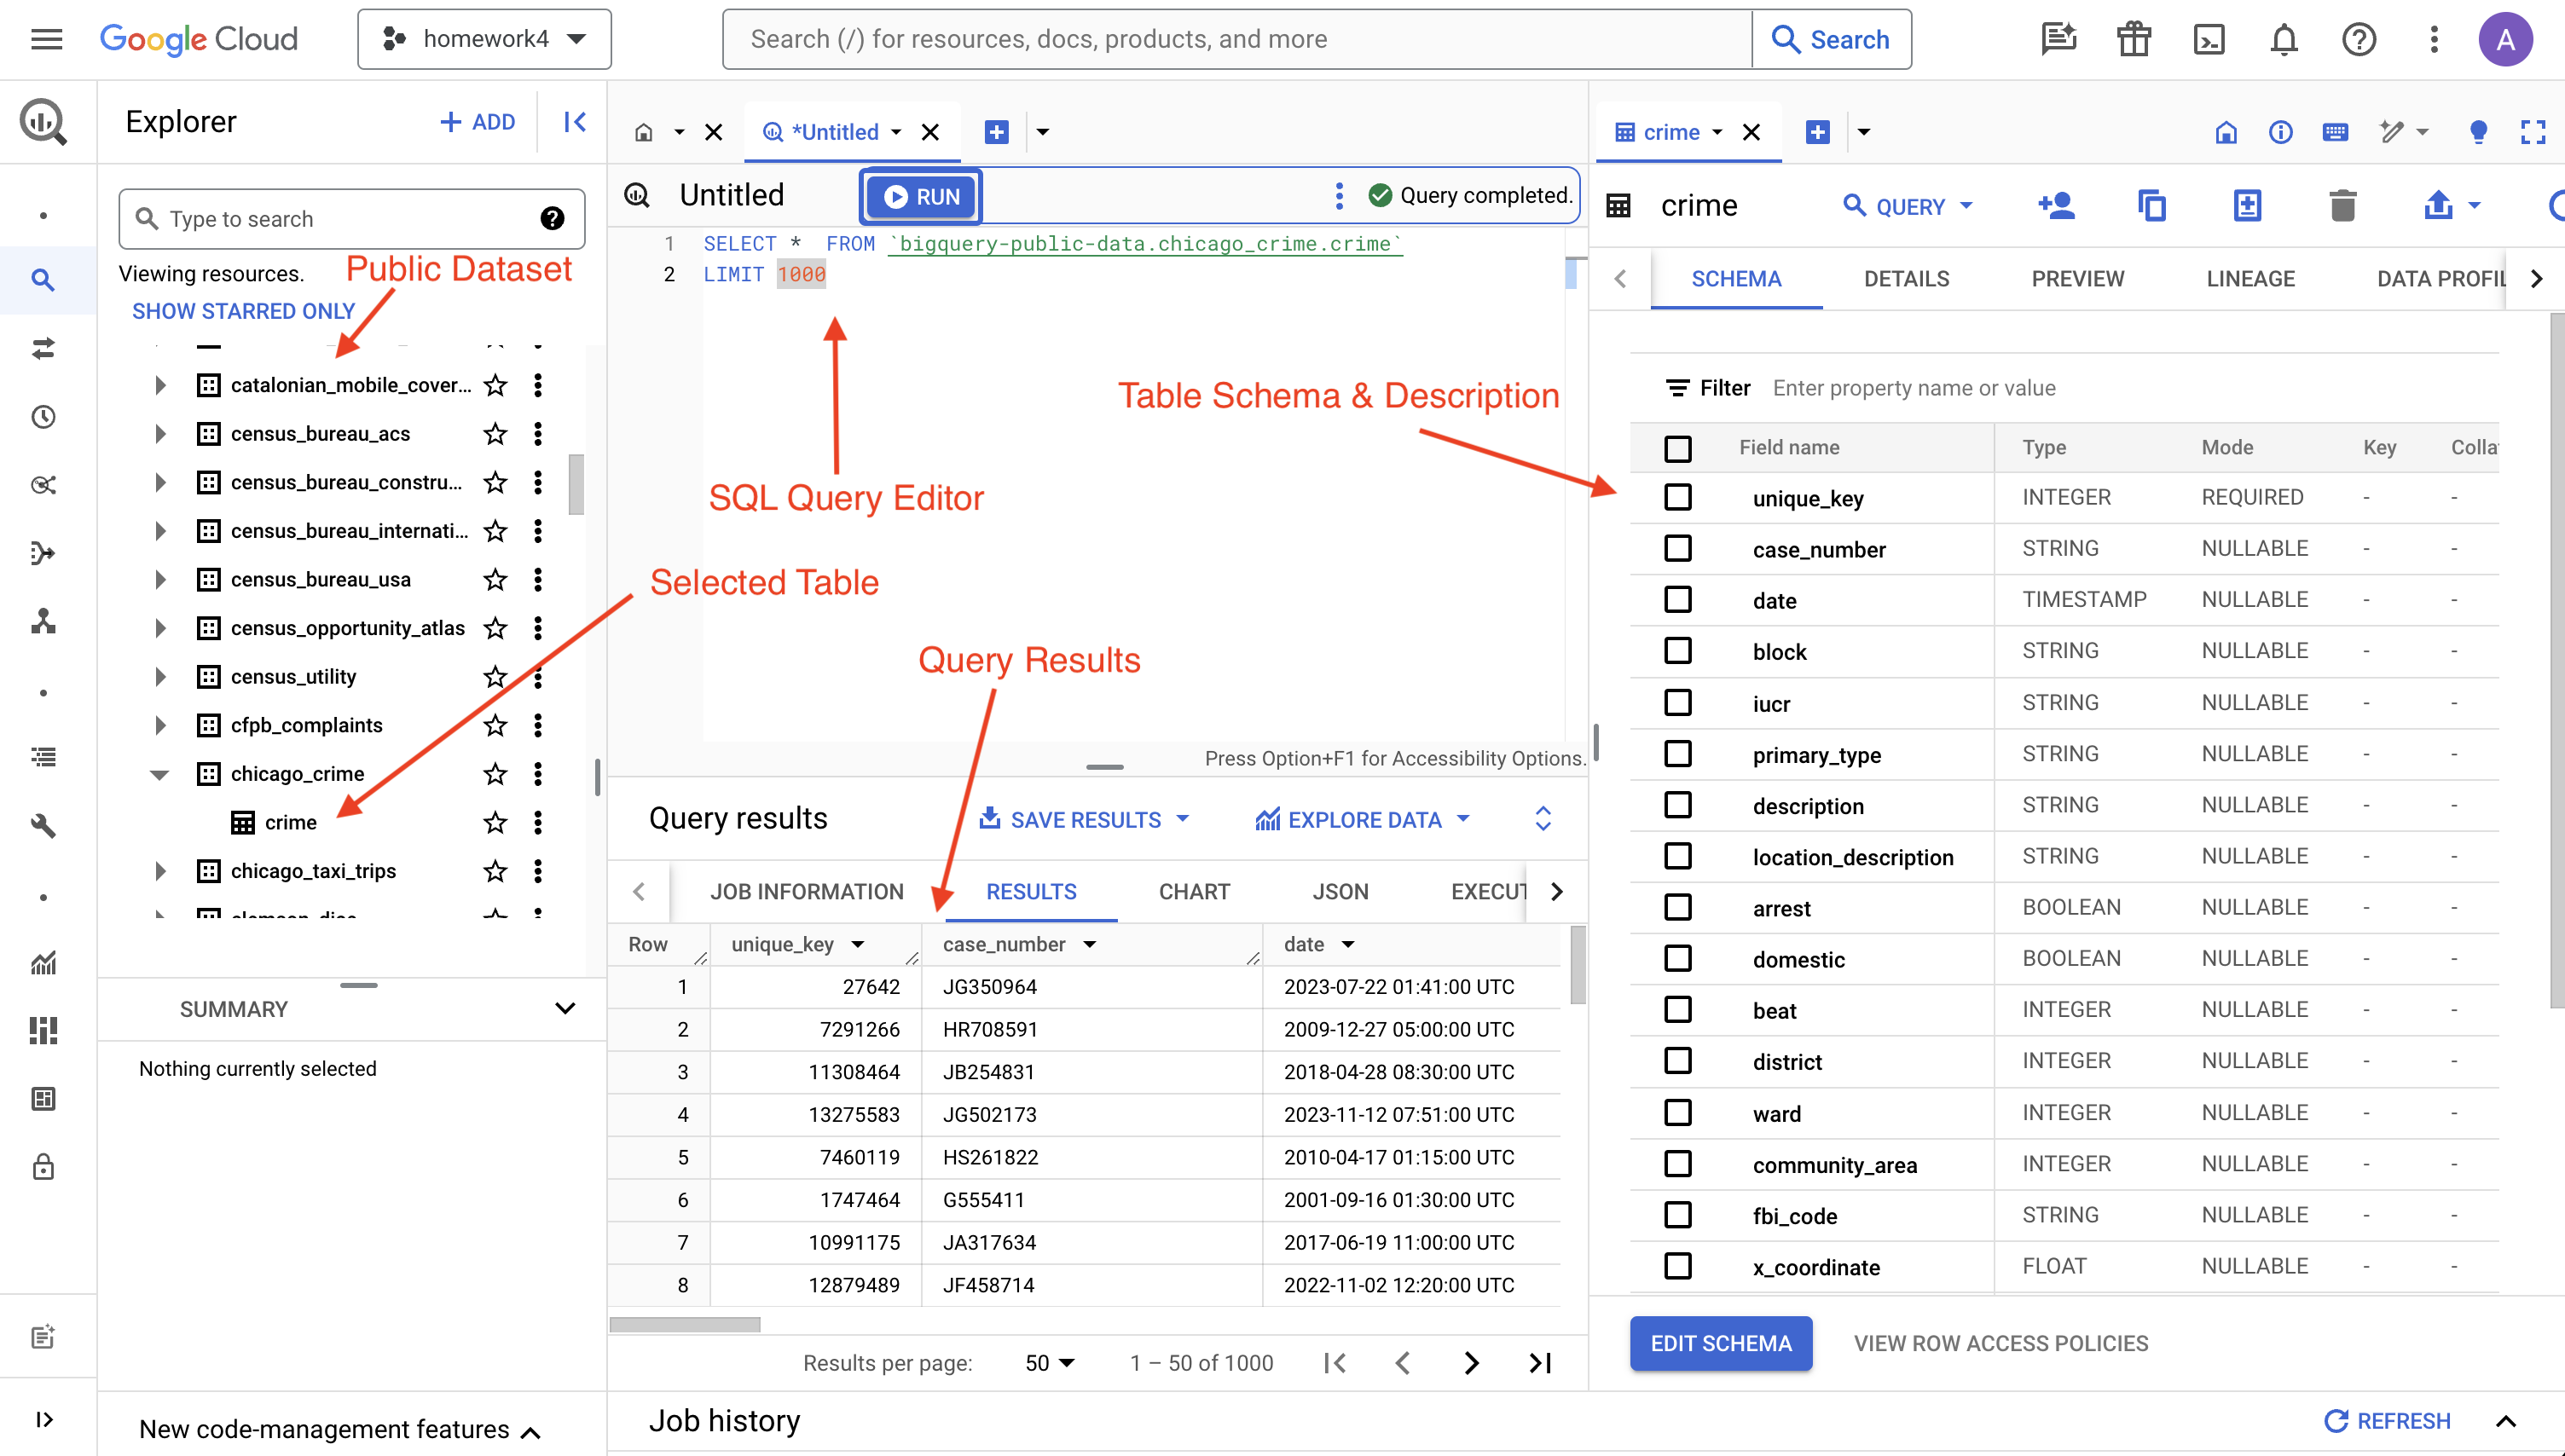 Google Cloud
homework4
Search (/) for resources, docs, products, and more
Search
A
Explorer
ADD
Type to search
Viewing resources.
Public Dataset
SHOW STARRED ONLY
catalonian_mobile_cover...
census_bureau_acs
census_bureau_constru...
census_bureau_internati...
census_bureau_usa
census_opportunity_atlas
census_utility
cfpb_complaints
chicago_crime
crime
chicago_taxi_trips
SUMMARY
Nothing currently selected
New code-management features
*Untitled
Untitled
RUN
Query completed.
1 SELECT * FROM `bigquery-public-data.chicago_crime.crime`
2 LIMIT 1000
Table Schema & Description
SQL Query Editor
Selected Table
Query Results
Press Option+F1 for Accessibility Options.
Query results
SAVE RESULTS
EXPLORE DATA
JOB INFORMATION RESULTS CHART JSON EXECUT
Row unique_key case_number date
1 27642 JG350964 2023-07-22 01:41:00 UTC
2 7291266 HR708591 2009-12-27 05:00:00 UTC
3 11308464 JB254831 2018-04-28 08:30:00 UTC
4 13275583 JG502173 2023-11-12 07:51:00 UTC
5 7460119 HS261822 2010-04-17 01:15:00 UTC
6 1747464 G555411 2001-09-16 01:30:00 UTC
7 10991175 JA317634 2017-06-19 11:00:00 UTC
8 12879489 JF458714 2022-11-02 12:20:00 UTC
Results per page: 50 1 – 50 of 1000
Job history
REFRESH
crime
crime
QUERY
SCHEMA DETAILS PREVIEW LINEAGE DATA PROFIL
Filter Enter property name or value
Field name Type Mode Key Colla
unique_key INTEGER REQUIRED - -
case_number STRING NULLABLE - -
date TIMESTAMP NULLABLE - -
block STRING NULLABLE - -
iucr STRING NULLABLE - -
primary_type STRING NULLABLE - -
description STRING NULLABLE - -
location_description STRING NULLABLE - -
arrest BOOLEAN NULLABLE - -
domestic BOOLEAN NULLABLE - -
beat INTEGER NULLABLE - -
district INTEGER NULLABLE - -
ward INTEGER NULLABLE - -
community_area INTEGER NULLABLE - -
fbi_code STRING NULLABLE - -
x_coordinate FLOAT NULLABLE - -
EDIT SCHEMA
VIEW ROW ACCESS POLICIES